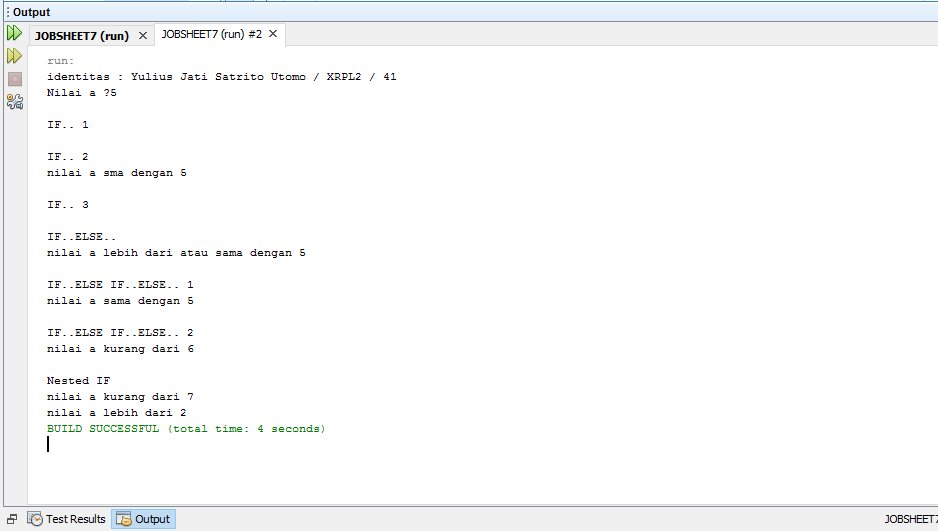 Output
JOBSHEET7 (run) JOBSHEET7 (run) #2
run:
identitas : Yulius Jati Satrito Utomo / XRPL2 / 41
Nilai a ?5
IF.. 1
IF.. 2
nilai a sma dengan 5
IF.. 3
IF..ELSE..
nilai a lebih dari atau sama dengan 5
IF..ELSE IF..ELSE.. 1
nilai a sama dengan 5
IF..ELSE IF..ELSE.. 2
nilai a kurang dari 6
Nested IF
nilai a kurang dari 7
nilai a lebih dari 2
BUILD SUCCESSFUL (total time: 4 seconds)
Test Results Output JOBSHEET7